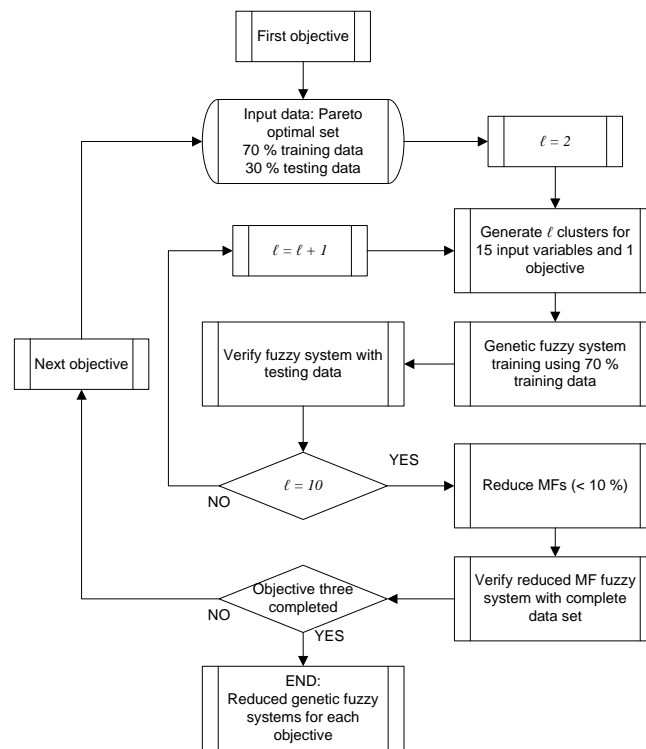 First objective
Input data: Pareto
optimal set
70 % training data
30 % testing data
ℓ = 2
Generate ℓ clusters for
15 input variables and 1
objective
ℓ = ℓ + 1
Genetic fuzzy system
training using 70 %
training data
Verify fuzzy system with
testing data
Next objective
ℓ = 10
YES
NO
Reduce MFs (< 10 %)
Verify reduced MF fuzzy
system with complete
data set
Objective three
completed
NO
YES
END:
Reduced genetic fuzzy
systems for each
objective